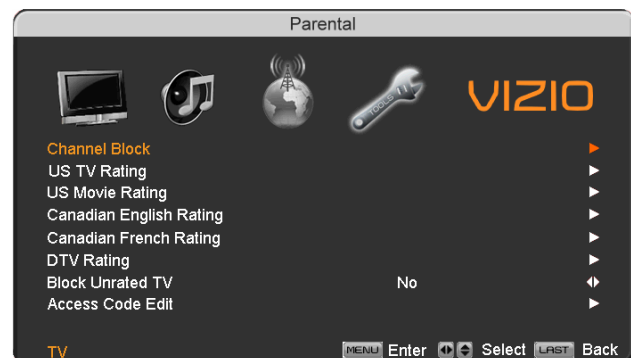 Parental
TOOLS
VIZIO
Channel Block
US TV Rating
US Movie Rating
Canadian English Rating
Canadian French Rating
DTV Rating
Block Unrated TV No
Access Code Edit
TV MENU Enter Select LAST Back